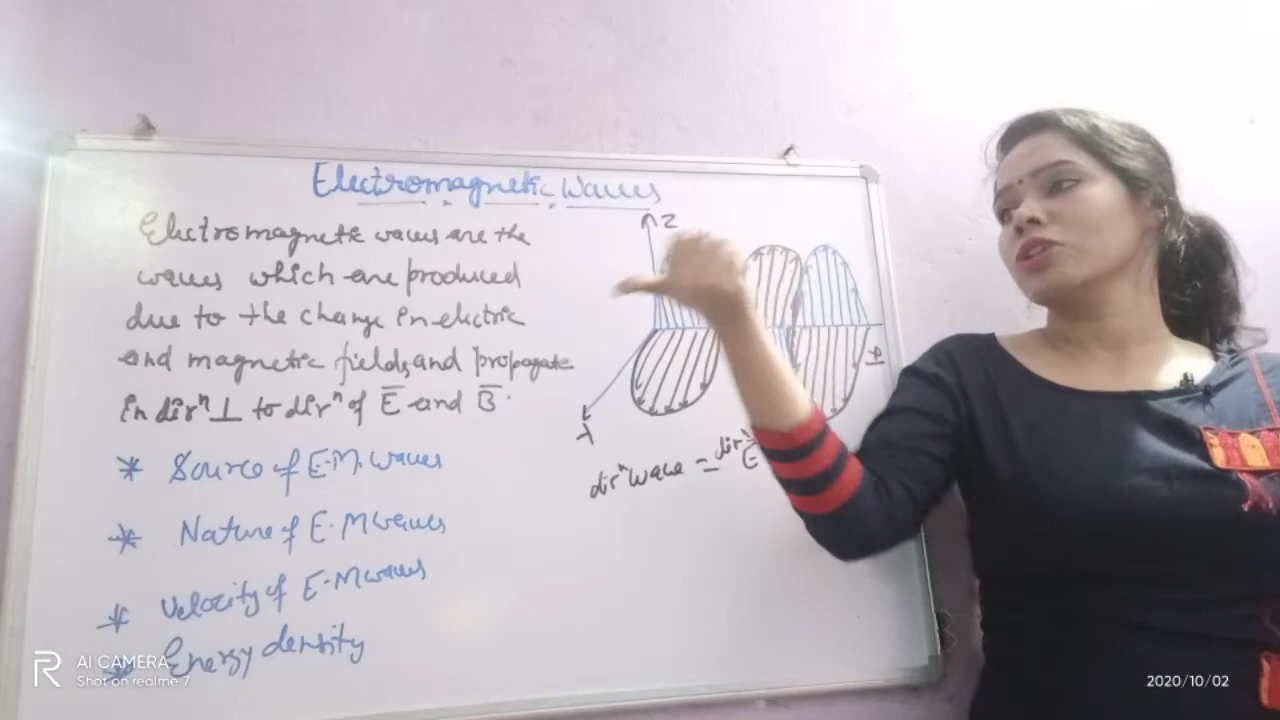 Electromagnetic waves
Electromagnetic waves are the
waves which are produced
due to the change in electric
and magnetic fields, and propagate
in dirⁿ ⊥ to dirⁿ of E̅ and B̅.
* Source of E.M. waves
* Nature of E.M waves
* Velocity of E.M waves
* Energy density
Z
dirⁿ wave = dirⁿ
E
AI CAMERA
Shot on realme 7
2020/10/02